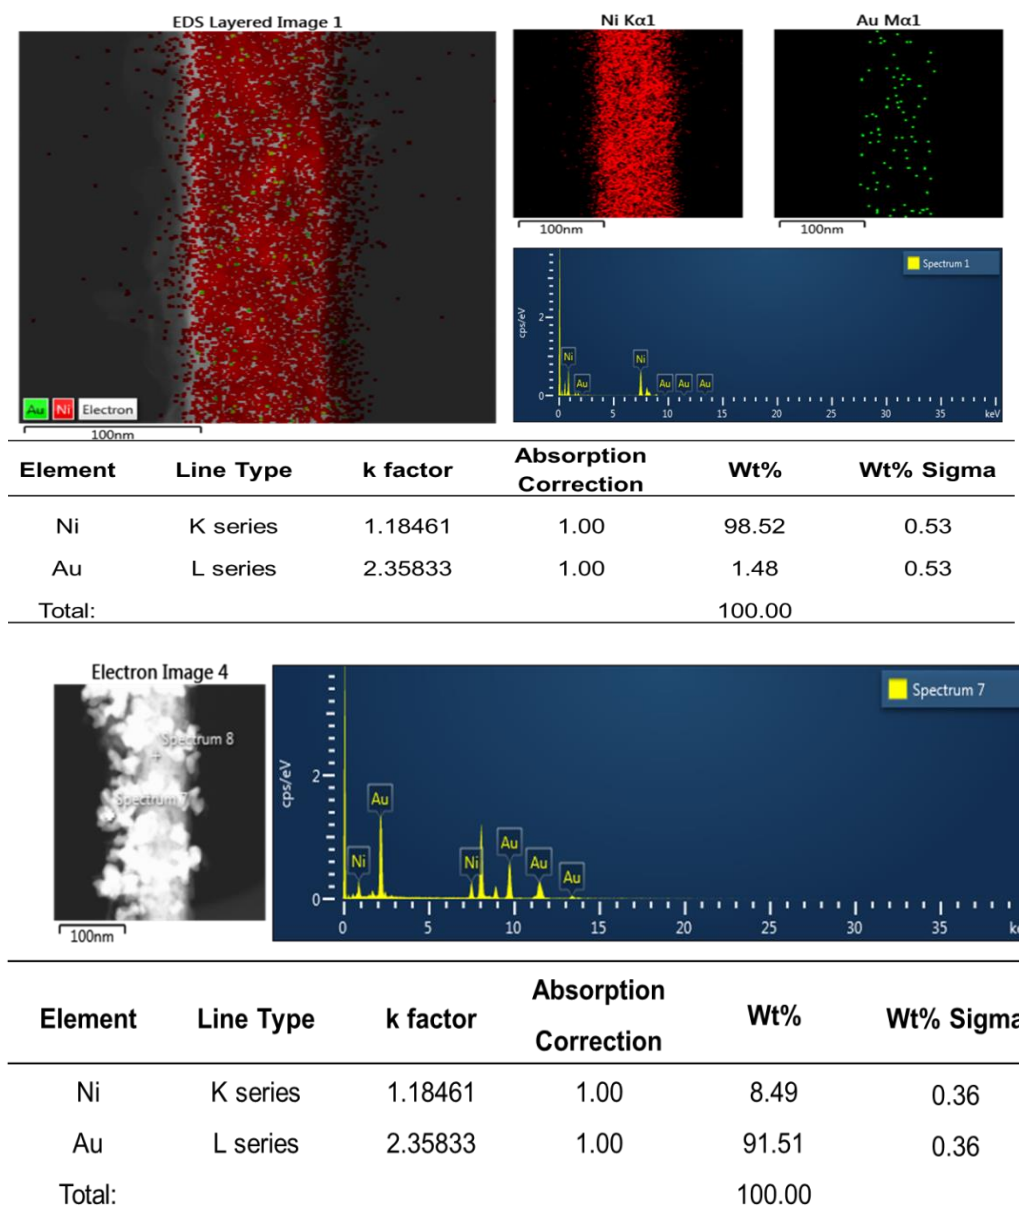 EDS Layered Image 1
Au Ni Electron
100nm
Ni Kα1
100nm
Au Mα1
100nm
Spectrum 1
cps/eV
2
0
Ni
Au
Ni
Au
Au
Au
0 5 10 15 20 25 30 35 keV
Element Line Type k factor Absorption Correction Wt% Wt% Sigma
Ni K series 1.18461 1.00 98.52 0.53
Au L series 2.35833 1.00 1.48 0.53
Total: 100.00
Electron Image 4
Spectrum 8
Spectrum 7
100nm
Spectrum 7
cps/eV
2
0
Ni
Au
Ni
Au
Au
Au
0 5 10 15 20 25 30 35 ke
Element Line Type k factor Absorption Correction Wt% Wt% Sigma
Ni K series 1.18461 1.00 8.49 0.36
Au L series 2.35833 1.00 91.51 0.36
Total: 100.00